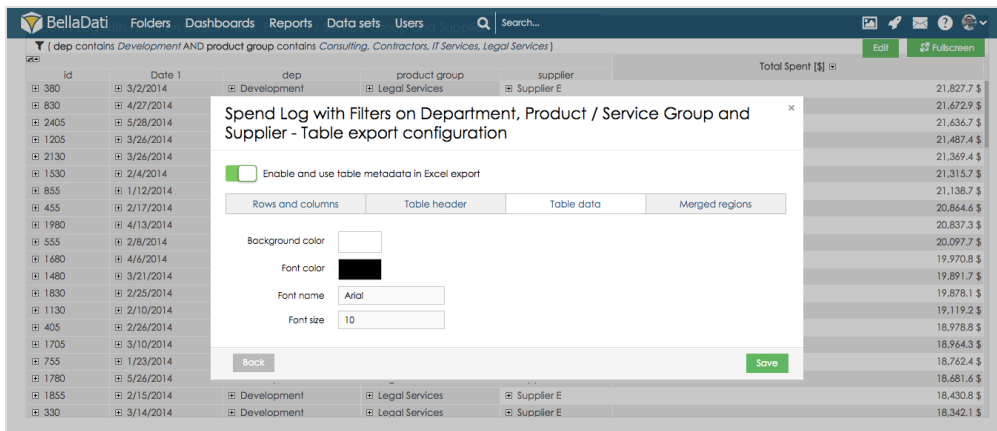 BellaDati Folders Dashboards Reports Data sets Users Search...
( dep contains Development AND product group contains Consulting, Contractors, IT Services, Legal Services ) Edit Fullscreen
Total Spent [$]
id Date 1 dep product group supplier
380 3/2/2014 Development Legal Services Supplier E 21,827.7 $
830 4/27/2014 21,672.9 $
2405 5/28/2014 21,636.7 $
1205 3/26/2014 21,487.4 $
2130 3/26/2014 21,369.4 $
1530 2/4/2014 21,315.7 $
855 1/12/2014 21,138.7 $
455 2/17/2014 20,864.6 $
1980 4/13/2014 20,837.3 $
555 2/8/2014 20,097.7 $
1680 4/6/2014 19,970.8 $
1480 3/21/2014 19,891.7 $
1830 2/25/2014 19,878.1 $
1130 2/10/2014 19,119.2 $
405 2/26/2014 18,978.8 $
1705 3/10/2014 18,964.3 $
755 1/23/2014 18,762.4 $
1780 5/26/2014 18,681.6 $
1855 2/15/2014 Development Legal Services Supplier E 18,430.8 $
330 3/14/2014 Development Legal Services Supplier E 18,342.1 $
Spend Log with Filters on Department, Product / Service Group and
Supplier - Table export configuration
×
Enable and use table metadata in Excel export
Rows and columns Table header Table data Merged regions
Background color
Font color
Font name Arial
Font size 10
Back Save